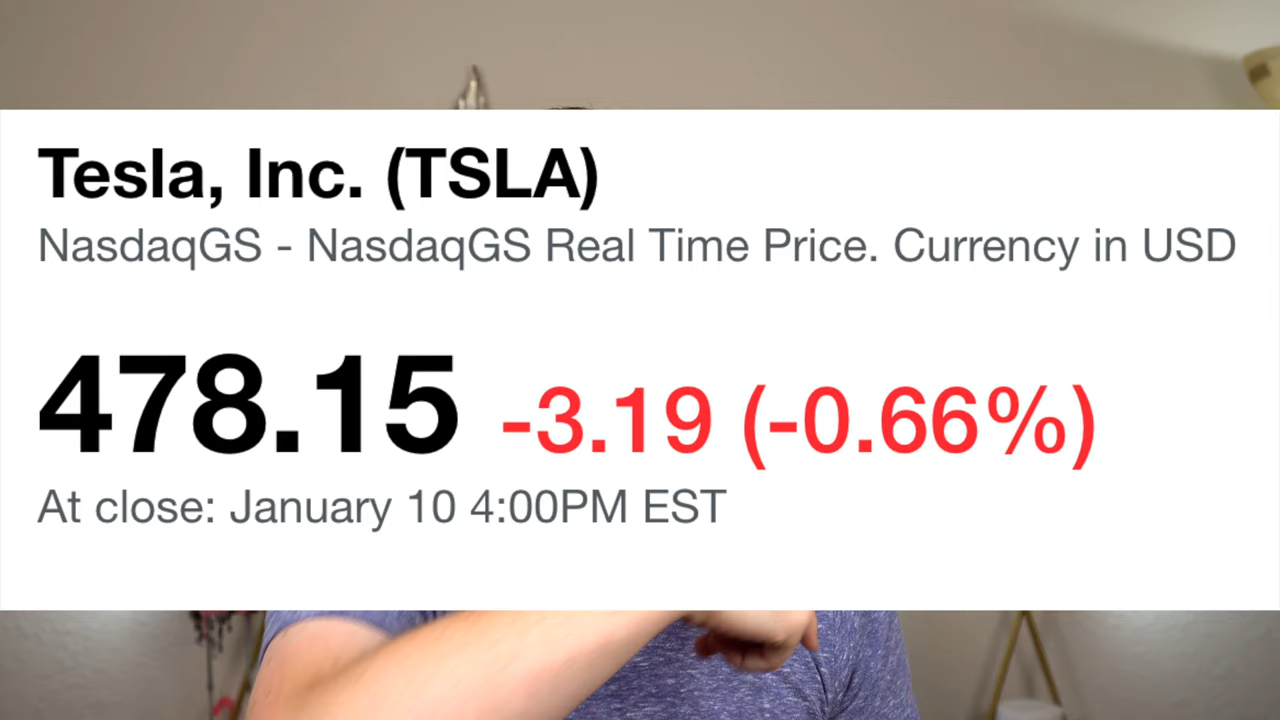 Tesla, Inc. (TSLA)
NasdaqGS - NasdaqGS Real Time Price. Currency in USD
478.15 -3.19 (-0.66%)
At close: January 10 4:00PM EST